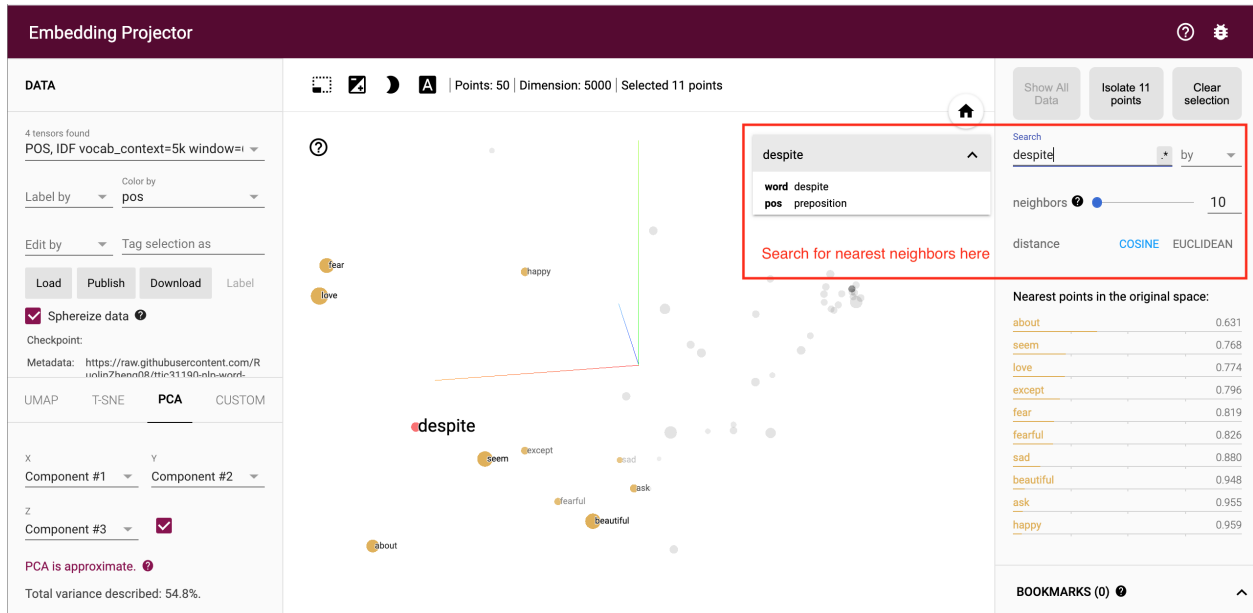 Embedding Projector
DATA
4 tensors found
POS, IDF vocab_context=5k window=
Label by
Color by
pos
Edit by
Tag selection as
Load
Publish
Download
Label
Sphereize data
Checkpoint:
Metadata:
https://raw.githubusercontent.com/R
uolinZheng08/ttic31190-nlp-word-
UMAP
T-SNE
PCA
CUSTOM
X
Component #1
Y
Component #2
Z
Component #3
PCA is approximate.
Total variance described: 54.8%.
A
Points: 50
Dimension: 5000
Selected 11 points
fear
love
happy
despite
seem
except
sad
ask
fearful
beautiful
about
despite
word despite
pos preposition
Search for nearest neighbors here
Show All
Data
Isolate 11
points
Clear
selection
Search
despite
.*
by
neighbors
10
distance
COSINE
EUCLIDEAN
Nearest points in the original space:
about 0.631
seem 0.768
love 0.774
except 0.796
fear 0.819
fearful 0.826
sad 0.880
beautiful 0.948
ask 0.955
happy 0.959
BOOKMARKS (0)